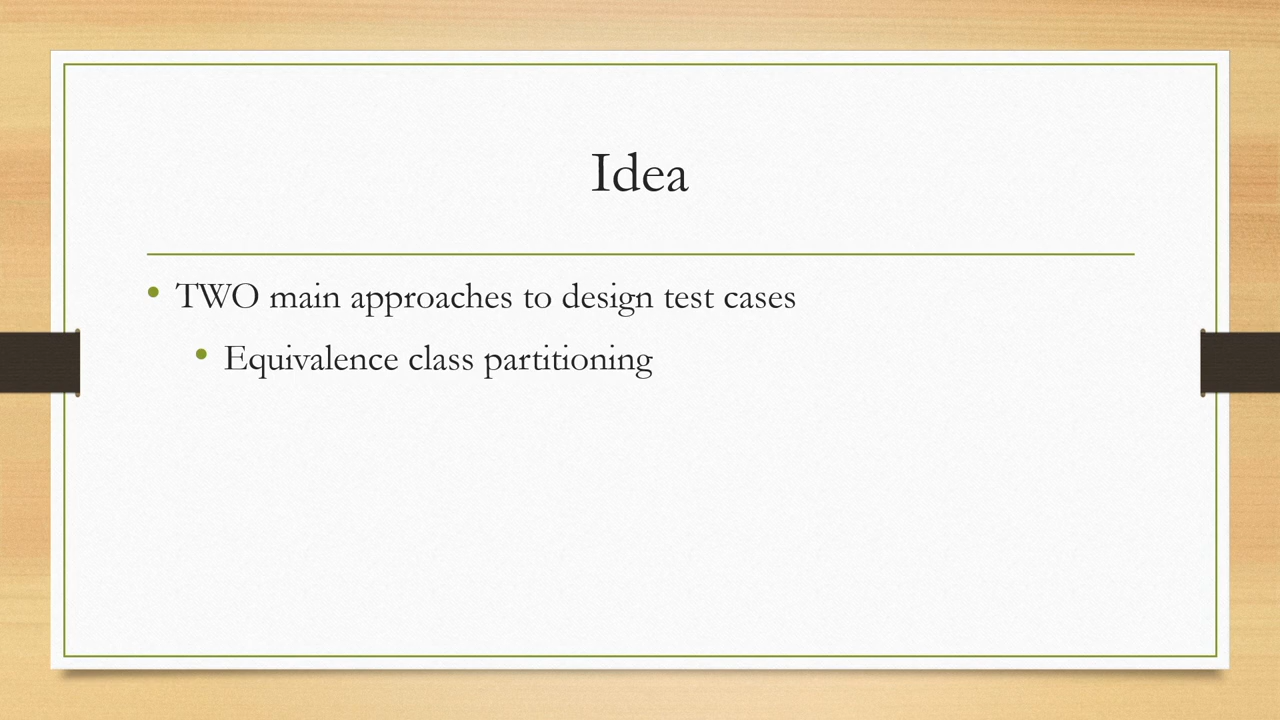 Idea
• TWO main approaches to design test cases
• Equivalence class partitioning